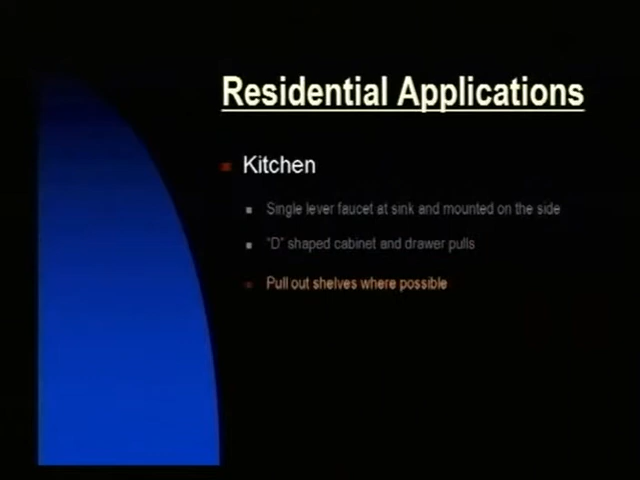 Residential Applications
Kitchen
Single lever faucet at sink and mounted on the side
"D" shaped cabinet and drawer pulls
Pull out shelves where possible